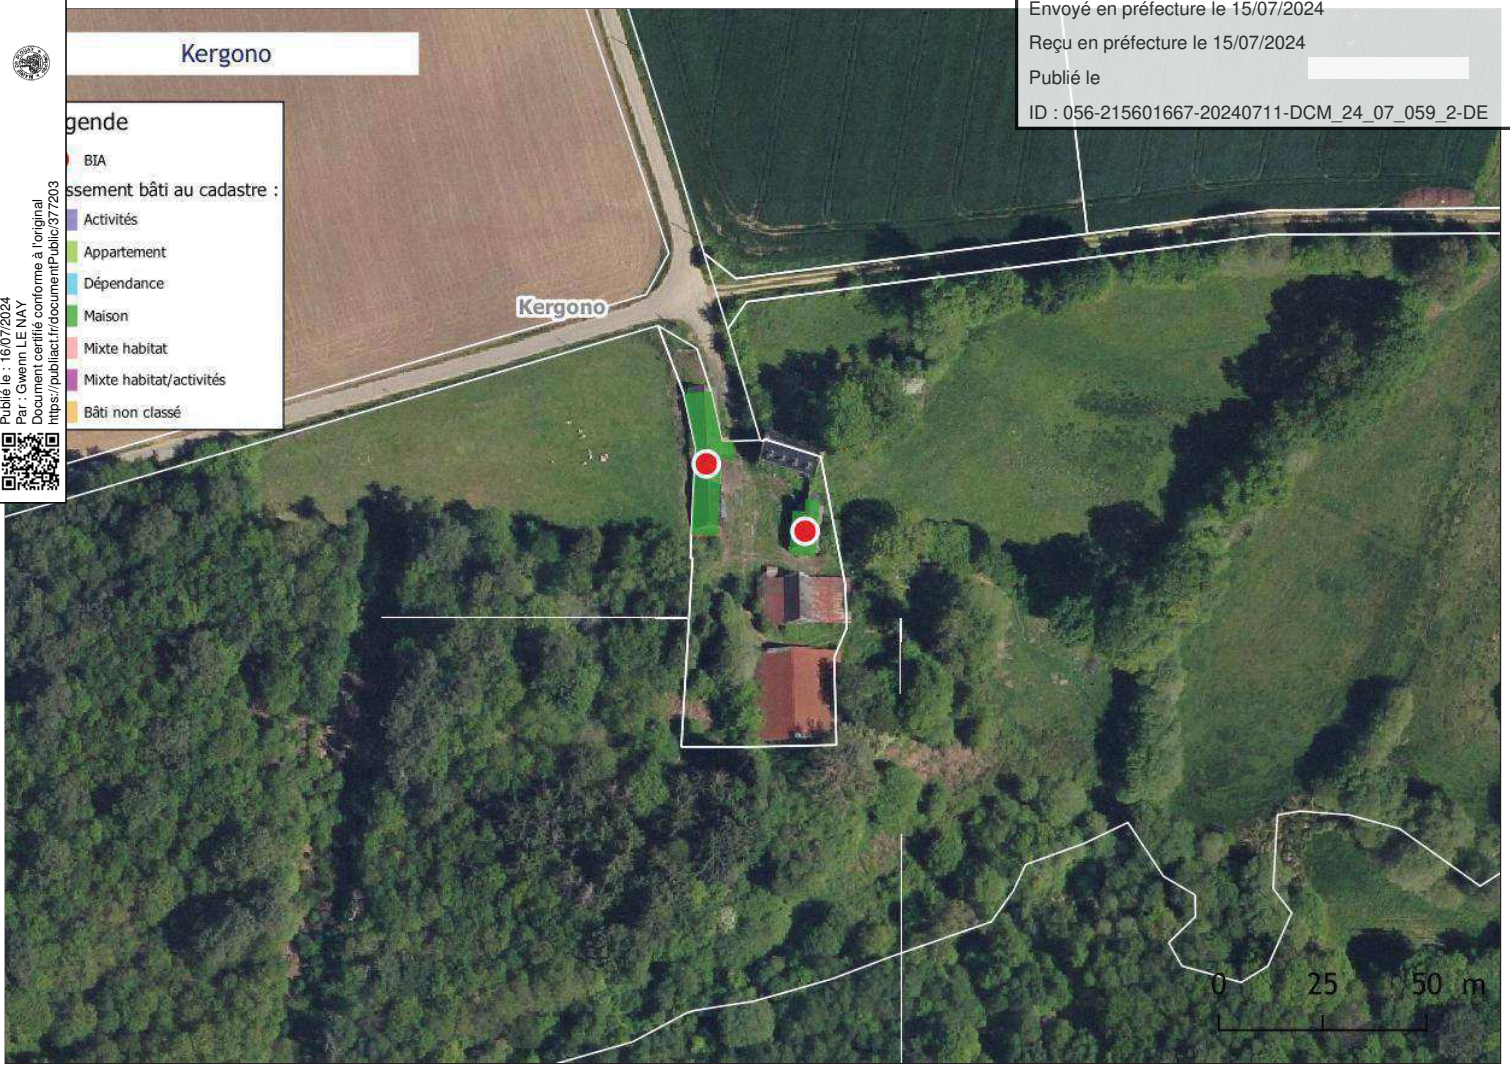 Envoyé en préfecture le 15/07/2024
Reçu en préfecture le 15/07/2024
Publié le
ID : 056-215601667-20240711-DCM_24_07_059_2-DE
Kergono
gende
BIA
ssement bâti au cadastre :
Activités
Appartement
Dépendance
Maison
Mixte habitat
Mixte habitat/activités
Bâti non classé
Publié le : 16/07/2024
Par : Gwenn LE NAY
Document certifié conforme à l'original
https://publiact.fr/documentPublic/377203
Kergono
0 25 50 m